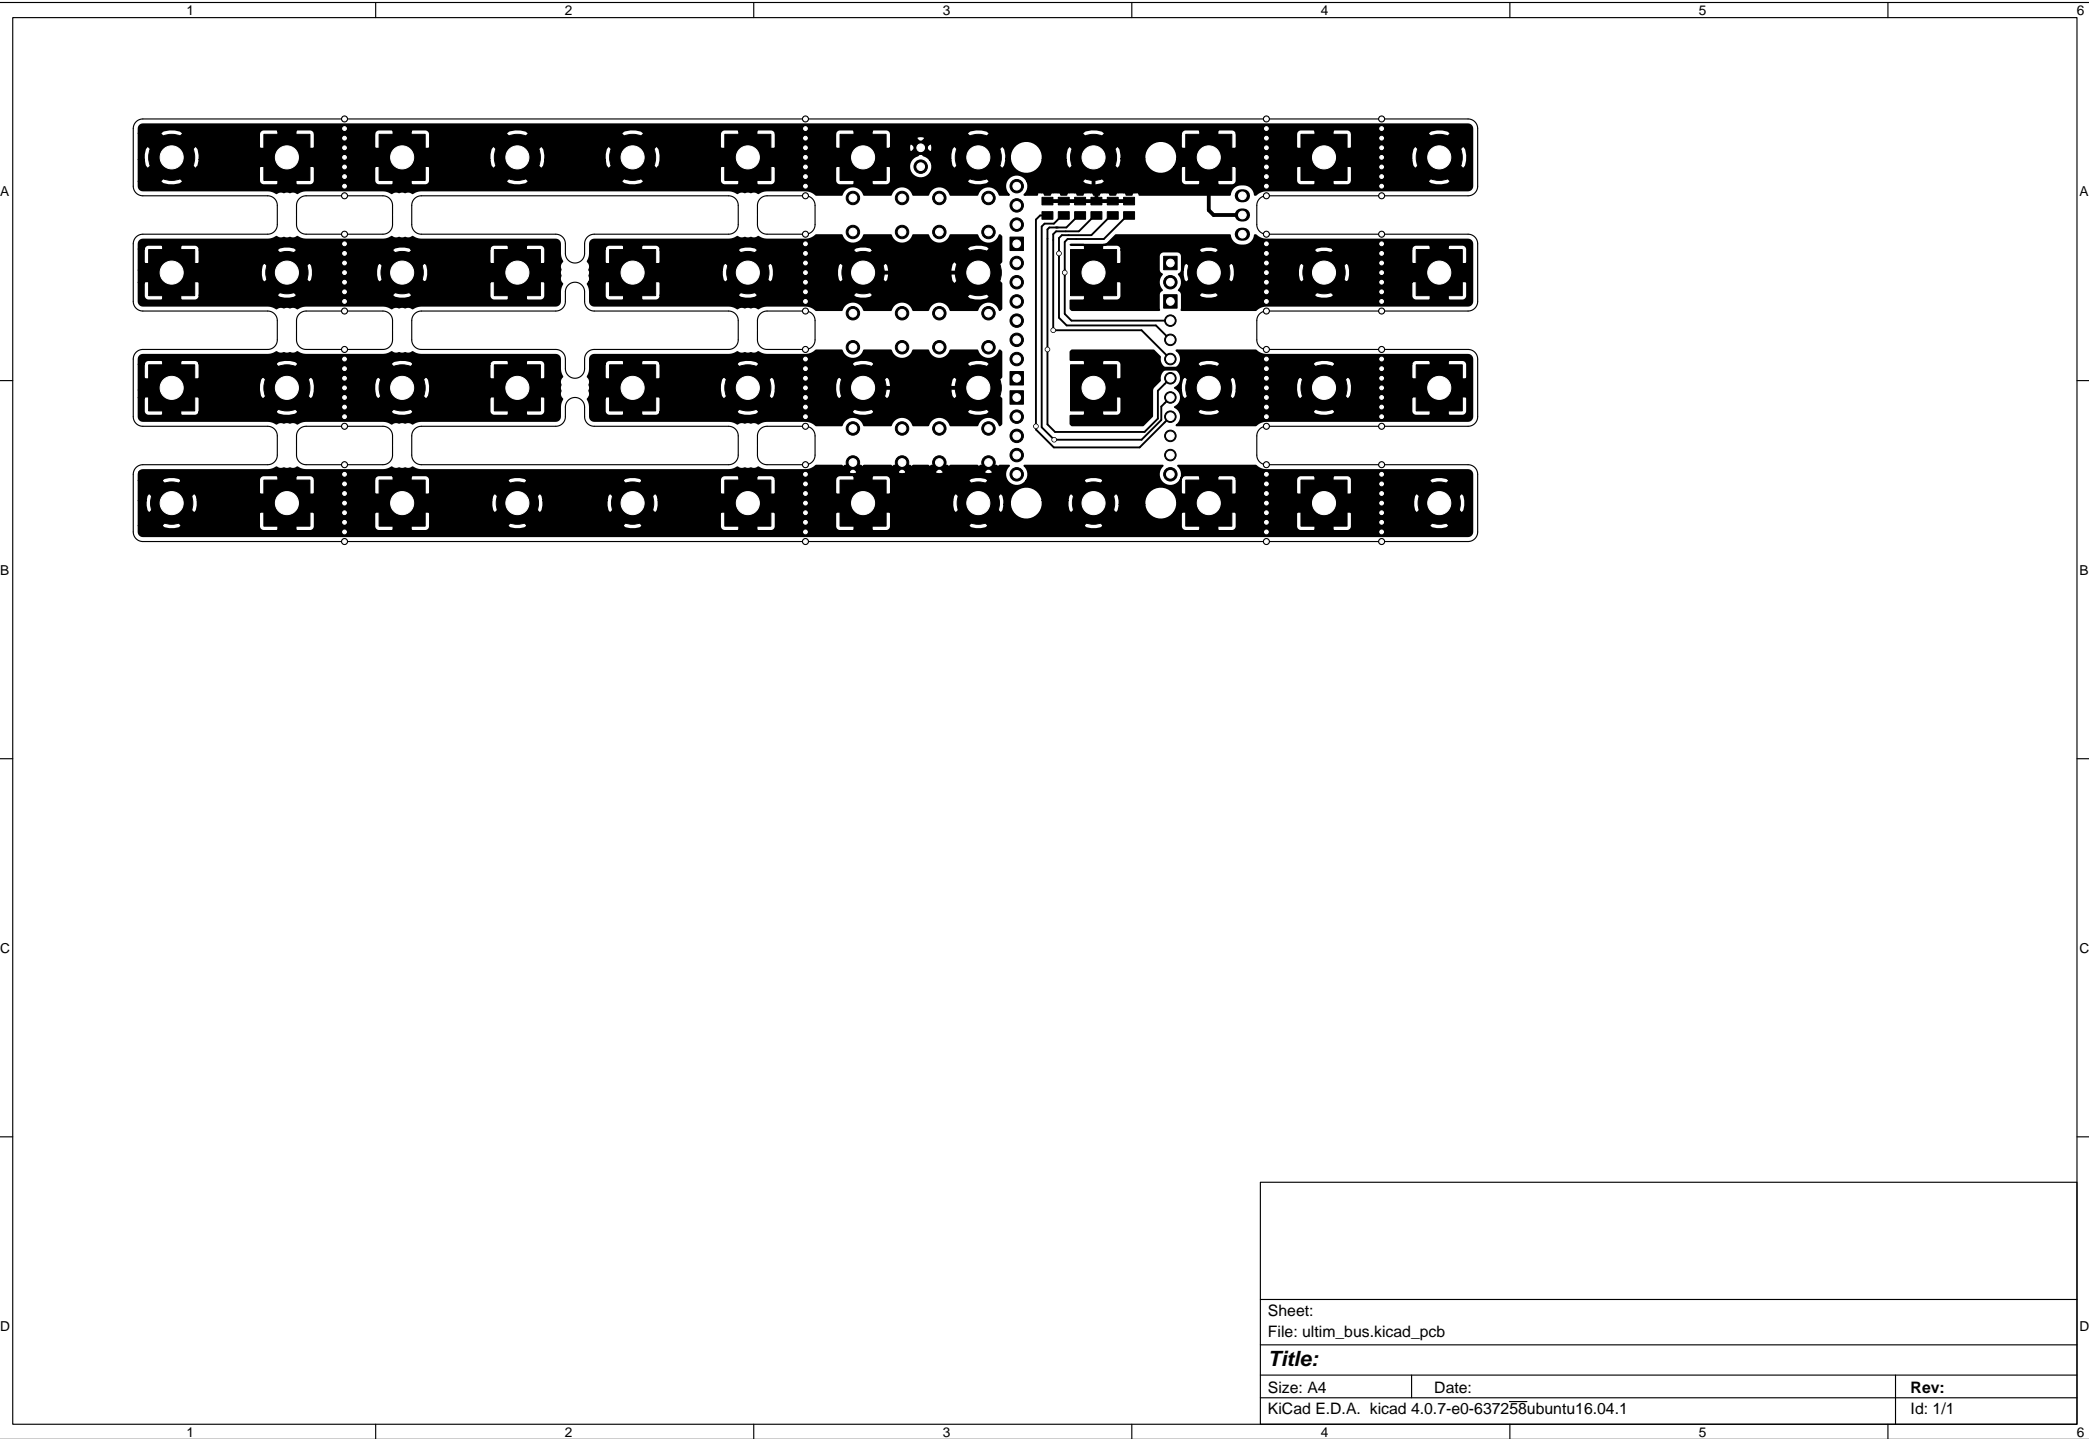 1 2 3 4 5 6
A A
B B
C C
D D
Sheet:
File: ultim_bus.kicad_pcb
Title:
Size: A4 Date: Rev:
KiCad E.D.A. kicad 4.0.7-e0-637258ubuntu16.04.1 Id: 1/1
1 2 3 4 5 6